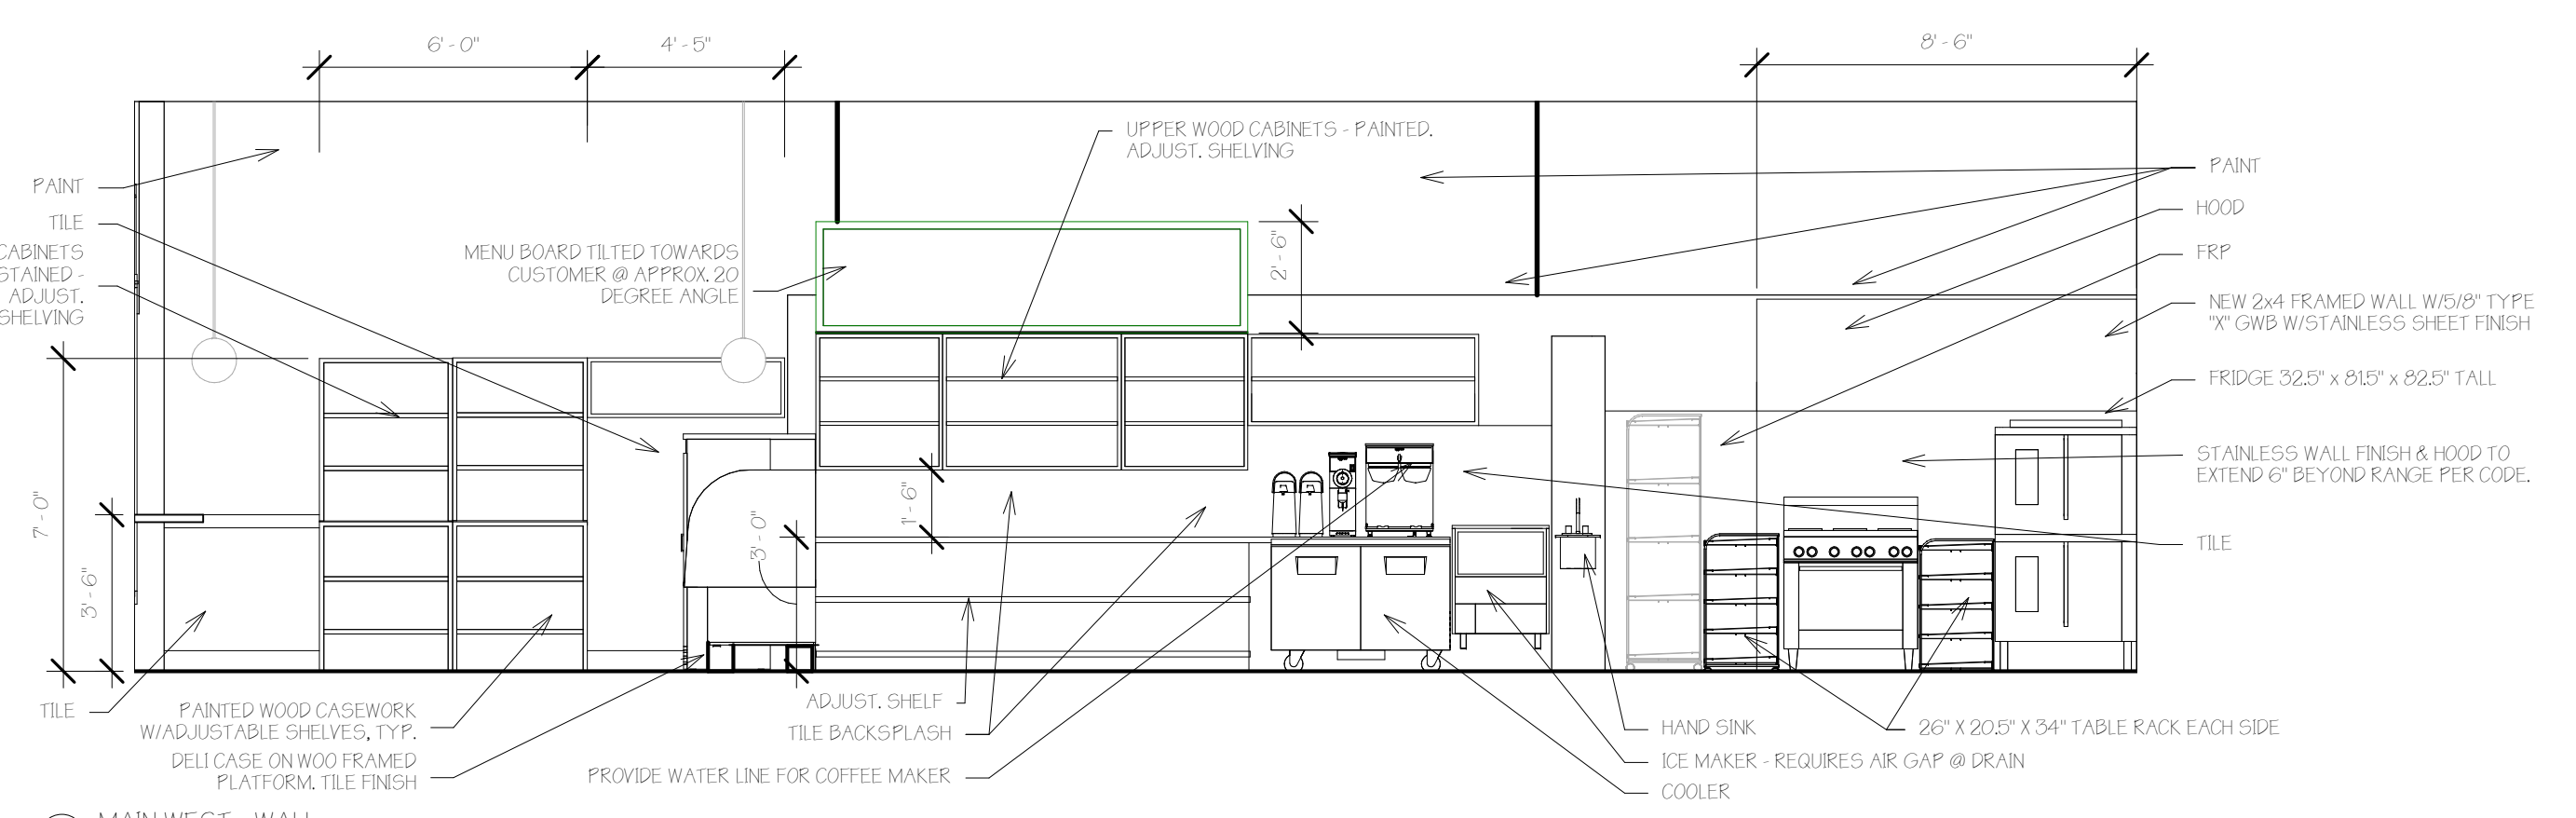 6'-0"
4'-5"
8'-6"
UPPER WOOD CABINETS - PAINTED.
ADJUST. SHELVING
PAINT
TILE
CABINETS
STAINED -
ADJUST.
SHELVING
MENU BOARD TILTED TOWARDS
CUSTOMER @ APPROX. 20
DEGREE ANGLE
2'-6"
PAINT
HOOD
FRP
NEW 2x4 FRAMED WALL W/5/8" TYPE
"X" GWB W/STAINLESS SHEET FINISH
FRIDGE 32.5" x 81.5" x 82.5" TALL
STAINLESS WALL FINISH & HOOD TO
EXTEND 6" BEYOND RANGE PER CODE.
TILE
7'-0"
3'-6"
1'-6"
3'-0"
TILE
PAINTED WOOD CASEWORK
W/ADJUSTABLE SHELVES, TYP.
DELI CASE ON WOO FRAMED
PLATFORM. TILE FINISH
ADJUST. SHELF
TILE BACKSPLASH
PROVIDE WATER LINE FOR COFFEE MAKER
HAND SINK
ICE MAKER - REQUIRES AIR GAP @ DRAIN
COOLER
26" X 20.5" X 34" TABLE RACK EACH SIDE
MAIN WEST - WALL